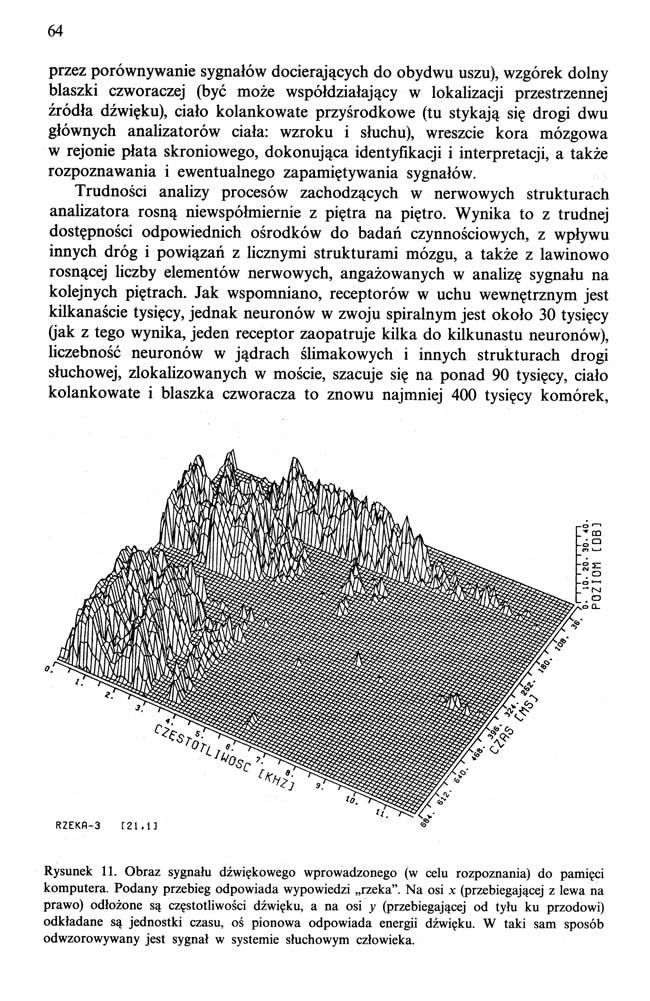 64
przez porównywanie sygnałów docierających do obydwu uszu), wzgórek dolny
blaszki czworaczej (być może współdziałający w lokalizacji przestrzennej
źródła dźwięku), ciało kolankowate przyśrodkowe (tu stykają się drogi dwu
głównych analizatorów ciała: wzroku i słuchu), wreszcie kora mózgowa
w rejonie płata skroniowego, dokonująca identyfikacji i interpretacji, a także
rozpoznawania i ewentualnego zapamiętywania sygnałów.
Trudności analizy procesów zachodzących w nerwowych strukturach
analizatora rosną niewspółmiernie z piętra na piętro. Wynika to z trudnej
dostępności odpowiednich ośrodków do badań czynnościowych, z wpływu
innych dróg i powiązań z licznymi strukturami mózgu, a także z lawinowo
rosnącej liczby elementów nerwowych, angażowanych w analizę sygnału na
kolejnych piętrach. Jak wspomniano, receptorów w uchu wewnętrznym jest
kilkanaście tysięcy, jednak neuronów w zwoju spiralnym jest około 30 tysięcy
(jak z tego wynika, jeden receptor zaopatruje kilka do kilkunastu neuronów),
liczebność neuronów w jądrach ślimakowych i innych strukturach drogi
słuchowej, zlokalizowanych w moście, szacuje się na ponad 90 tysięcy, ciało
kolankowate i blaszka czworacza to znowu najmniej 400 tysięcy komórek,
0. 10. 20. 30. 40.
POZIOM [DB]
36. 108. 180. 252. 324. 396. 468. 540. 612. 684.
CZAS [MS]
0. 1. 2. 3. 4. 5. 6. 7. 8. 9. 10. 11.
CZĘSTOTLIWOSC [KHZ]
RZEKA-3 [21,1]
Rysunek 11. Obraz sygnału dźwiękowego wprowadzonego (w celu rozpoznania) do pamięci
komputera. Podany przebieg odpowiada wypowiedzi „rzeka”. Na osi x (przebiegającej z lewa na
prawo) odłożone są częstotliwości dźwięku, a na osi y (przebiegającej od tyłu ku przodowi)
odkładane są jednostki czasu, oś pionowa odpowiada energii dźwięku. W taki sam sposób
odwzorowywany jest sygnał w systemie słuchowym człowieka.